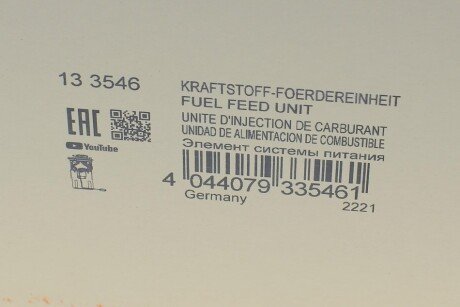 13 3546
KRAFTSTOFF-FOERDEREINHEIT
FUEL FEED UNIT
UNITE D'INJECTION DE CARBURANT
UNIDAD DE ALIMENTACION DE COMBUSTIBLE
Элемент системы питания
EAC
YouTube
4 044079 335461
Germany
2221